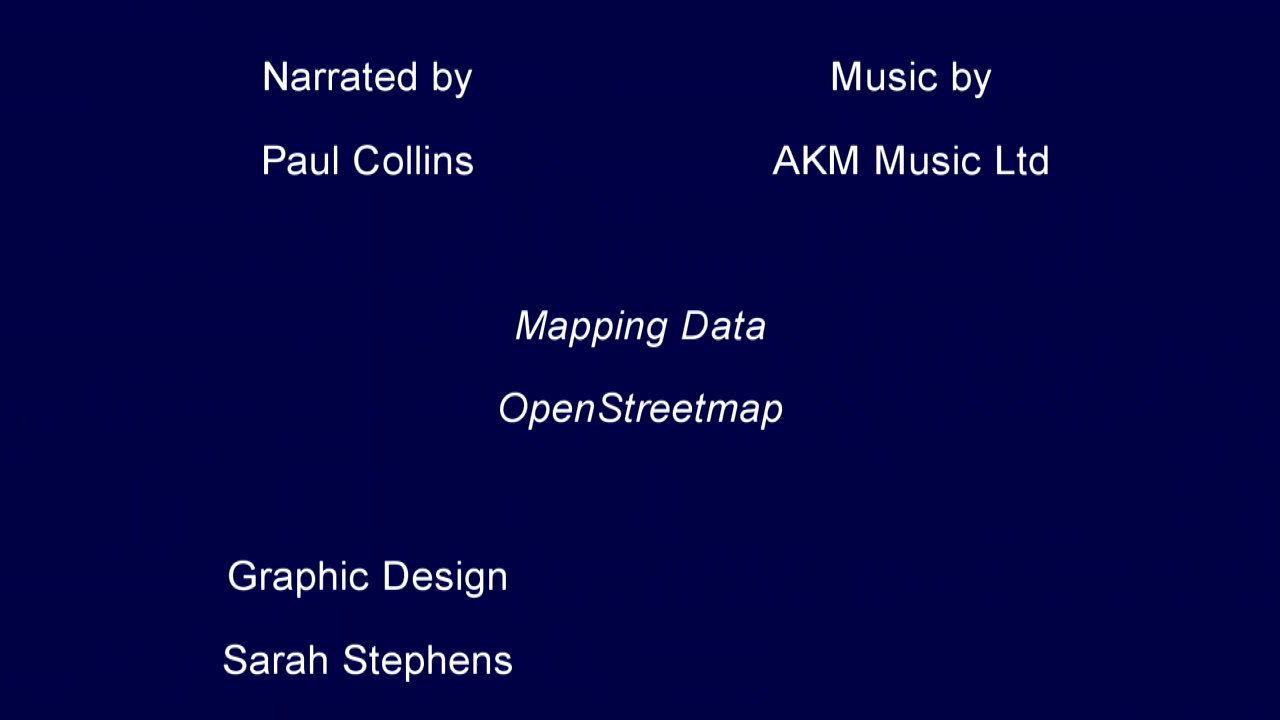 Narrated by
Paul Collins
Music by
AKM Music Ltd
Mapping Data
OpenStreetmap
Graphic Design
Sarah Stephens